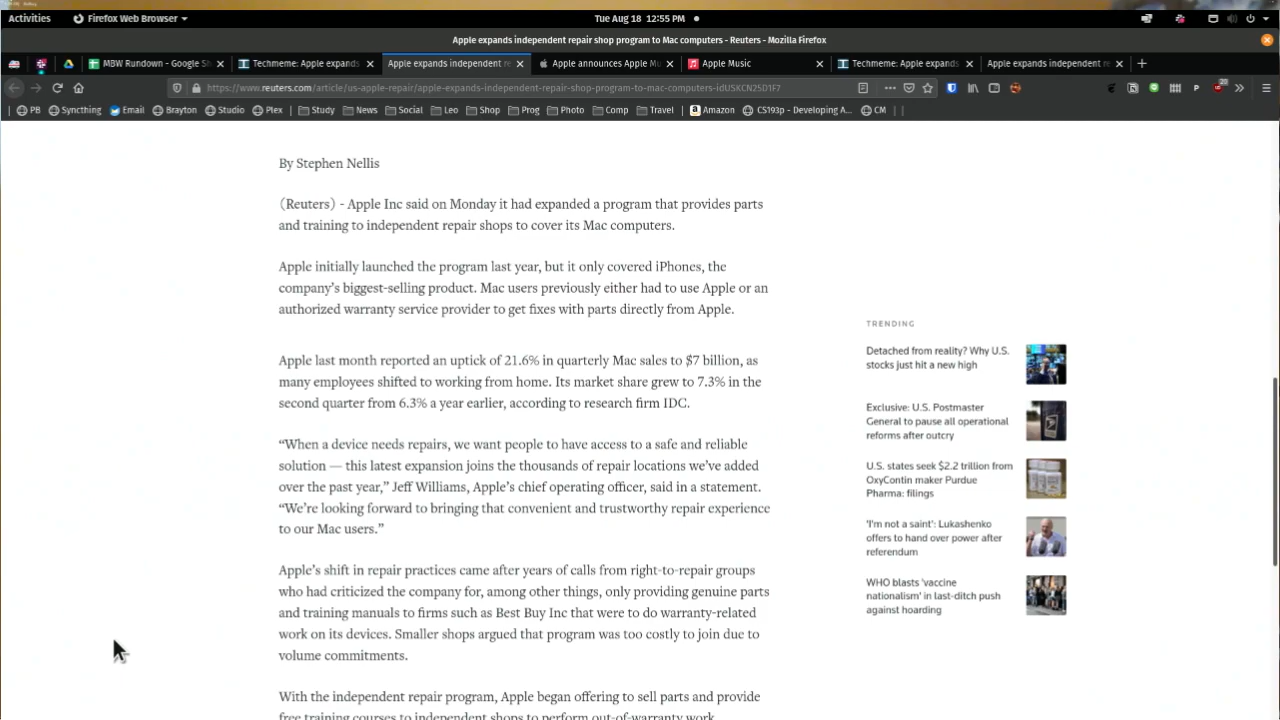 Activities
Firefox Web Browser
Tue Aug 18 12:55 PM
Apple expands independent repair shop program to Mac computers - Reuters - Mozilla Firefox
MBW Rundown - Google Sh
Techmeme: Apple expands
Apple expands independent re
Apple announces Apple Mu
Apple Music
Techmeme: Apple expands
Apple expands independent re
https://www.reuters.com/article/us-apple-repair/apple-expands-independent-repair-shop-program-to-mac-computers-idUSKCN25D1F7
PB
Syncthing
Email
Brayton
Studio
Plex
Study
News
Social
Leo
Shop
Prog
Photo
Comp
Travel
Amazon
CS193p - Developing A...
CM
By Stephen Nellis
(Reuters) - Apple Inc said on Monday it had expanded a program that provides parts
and training to independent repair shops to cover its Mac computers.
Apple initially launched the program last year, but it only covered iPhones, the
company's biggest-selling product. Mac users previously either had to use Apple or an
authorized warranty service provider to get fixes with parts directly from Apple.
Apple last month reported an uptick of 21.6% in quarterly Mac sales to $7 billion, as
many employees shifted to working from home. Its market share grew to 7.3% in the
second quarter from 6.3% a year earlier, according to research firm IDC.
“When a device needs repairs, we want people to have access to a safe and reliable
solution — this latest expansion joins the thousands of repair locations we’ve added
over the past year,” Jeff Williams, Apple’s chief operating officer, said in a statement.
“We’re looking forward to bringing that convenient and trustworthy repair experience
to our Mac users.”
Apple’s shift in repair practices came after years of calls from right-to-repair groups
who had criticized the company for, among other things, only providing genuine parts
and training manuals to firms such as Best Buy Inc that were to do warranty-related
work on its devices. Smaller shops argued that program was too costly to join due to
volume commitments.
With the independent repair program, Apple began offering to sell parts and provide
free training courses to independent shops to perform out-of-warranty work
TRENDING
Detached from reality? Why U.S.
stocks just hit a new high
Exclusive: U.S. Postmaster
General to pause all operational
reforms after outcry
U.S. states seek $2.2 trillion from
OxyContin maker Purdue
Pharma: filings
'I'm not a saint': Lukashenko
offers to hand over power after
referendum
WHO blasts 'vaccine
nationalism' in last-ditch push
against hoarding